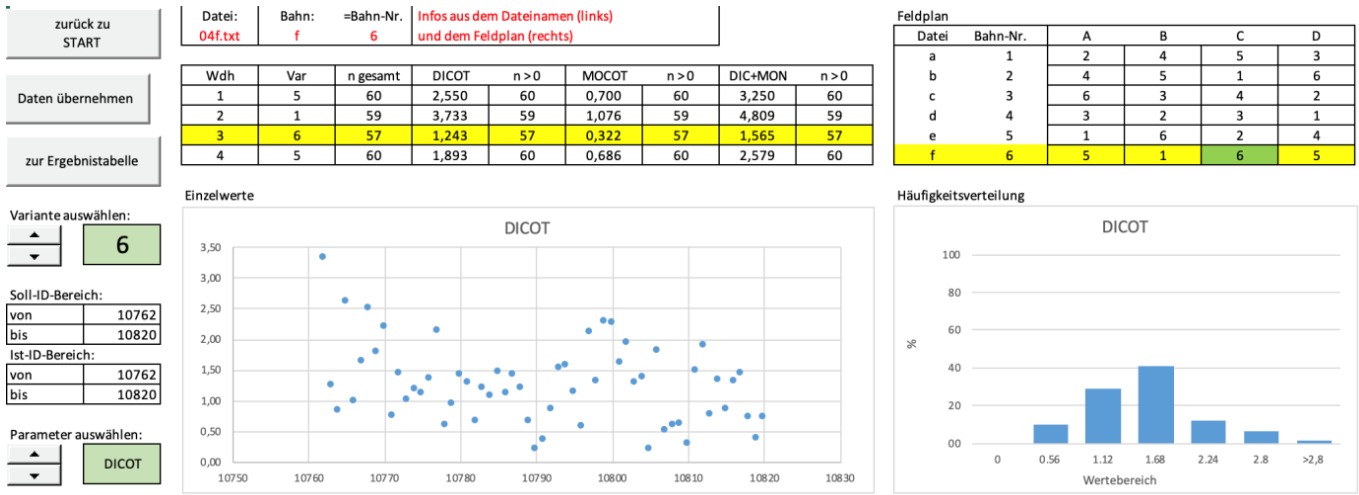 zurück zu
START
Daten übernehmen
zur Ergebnistabelle
Variante auswählen:
6
Soll-ID-Bereich:
von 10762
bis 10820
Ist-ID-Bereich:
von 10762
bis 10820
Parameter auswählen:
DICOT
Datei: Bahn: =Bahn-Nr. Infos aus dem Dateinamen (links)
04f.txt f 6 und dem Feldplan (rechts)
Wdh Var n gesamt DICOT n > 0 MOCOT n > 0 DIC+MON n > 0
1 5 60 2,550 60 0,700 60 3,250 60
2 1 59 3,733 59 1,076 59 4,809 59
3 6 57 1,243 57 0,322 57 1,565 57
4 5 60 1,893 60 0,686 60 2,579 60
Feldplan
Datei Bahn-Nr. A B C D
a 1 2 4 5 3
b 2 4 5 1 6
c 3 6 3 4 2
d 4 3 2 3 1
e 5 1 6 2 4
f 6 5 1 6 5
Einzelwerte
DICOT
3,50
3,00
2,50
2,00
1,50
1,00
0,50
0,00
10750 10760 10770 10780 10790 10800 10810 10820 10830
Häufigkeitsverteilung
DICOT
100
80
60
40
20
00
%
0 0.56 1.12 1.68 2.24 2.8 >2,8
Wertebereich